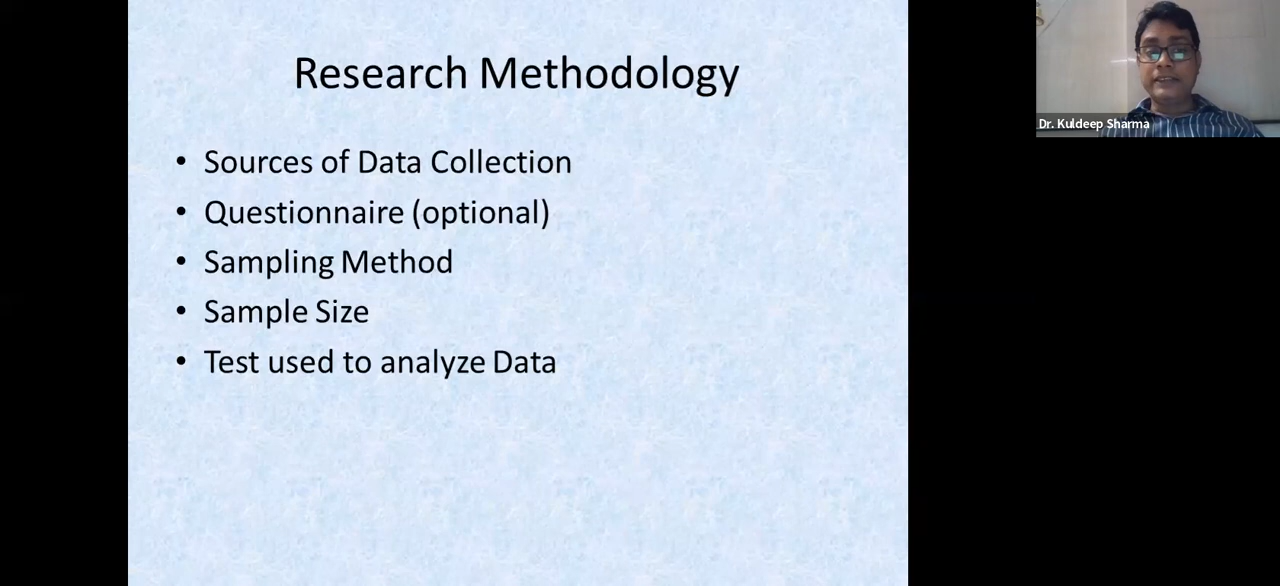 Research Methodology
• Sources of Data Collection
• Questionnaire (optional)
• Sampling Method
• Sample Size
• Test used to analyze Data
Dr. Kuldeep Sharma